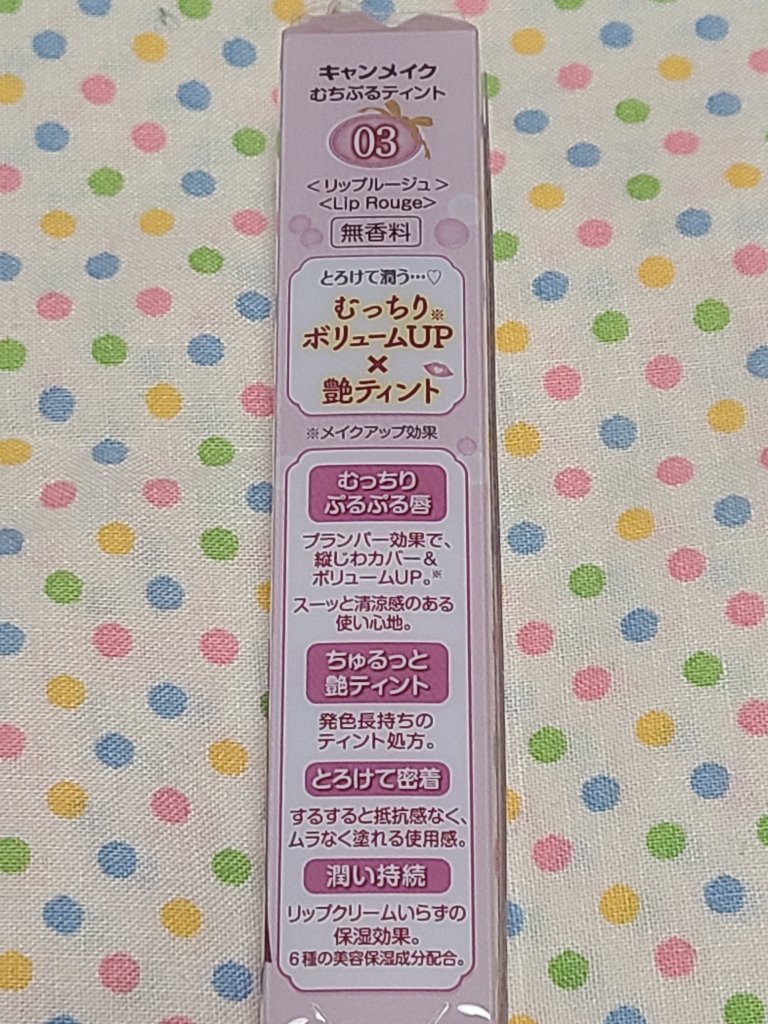 キャンメイク
むちぷるティント
03
<リップルージュ>
<Lip Rouge>
無香料
とろけて潤う…♡
むっちり※
ボリュームUP
×
艶ティント
※メイクアップ効果
むっちり
ぷるぷる唇
プランパー効果で、
縦じわカバー&
ボリュームUP。※
スーッと清涼感のある
使い心地。
ちゅるっと
艶ティント
発色長持ちの
ティント処方。
とろけて密着
するすると抵抗感なく、
ムラなく塗れる使用感。
潤い持続
リップクリームいらずの
保湿効果。
6種の美容保湿成分配合。